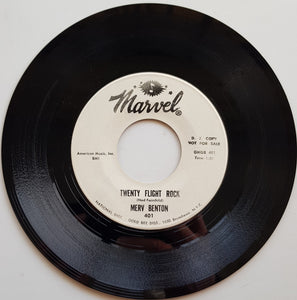 Marvel®
D. J. COPY
NOT FOR SALE
American Music, Inc.
BMI
TWENTY FLIGHT ROCK
(Ned Fairchild)
MERV BENTON
401